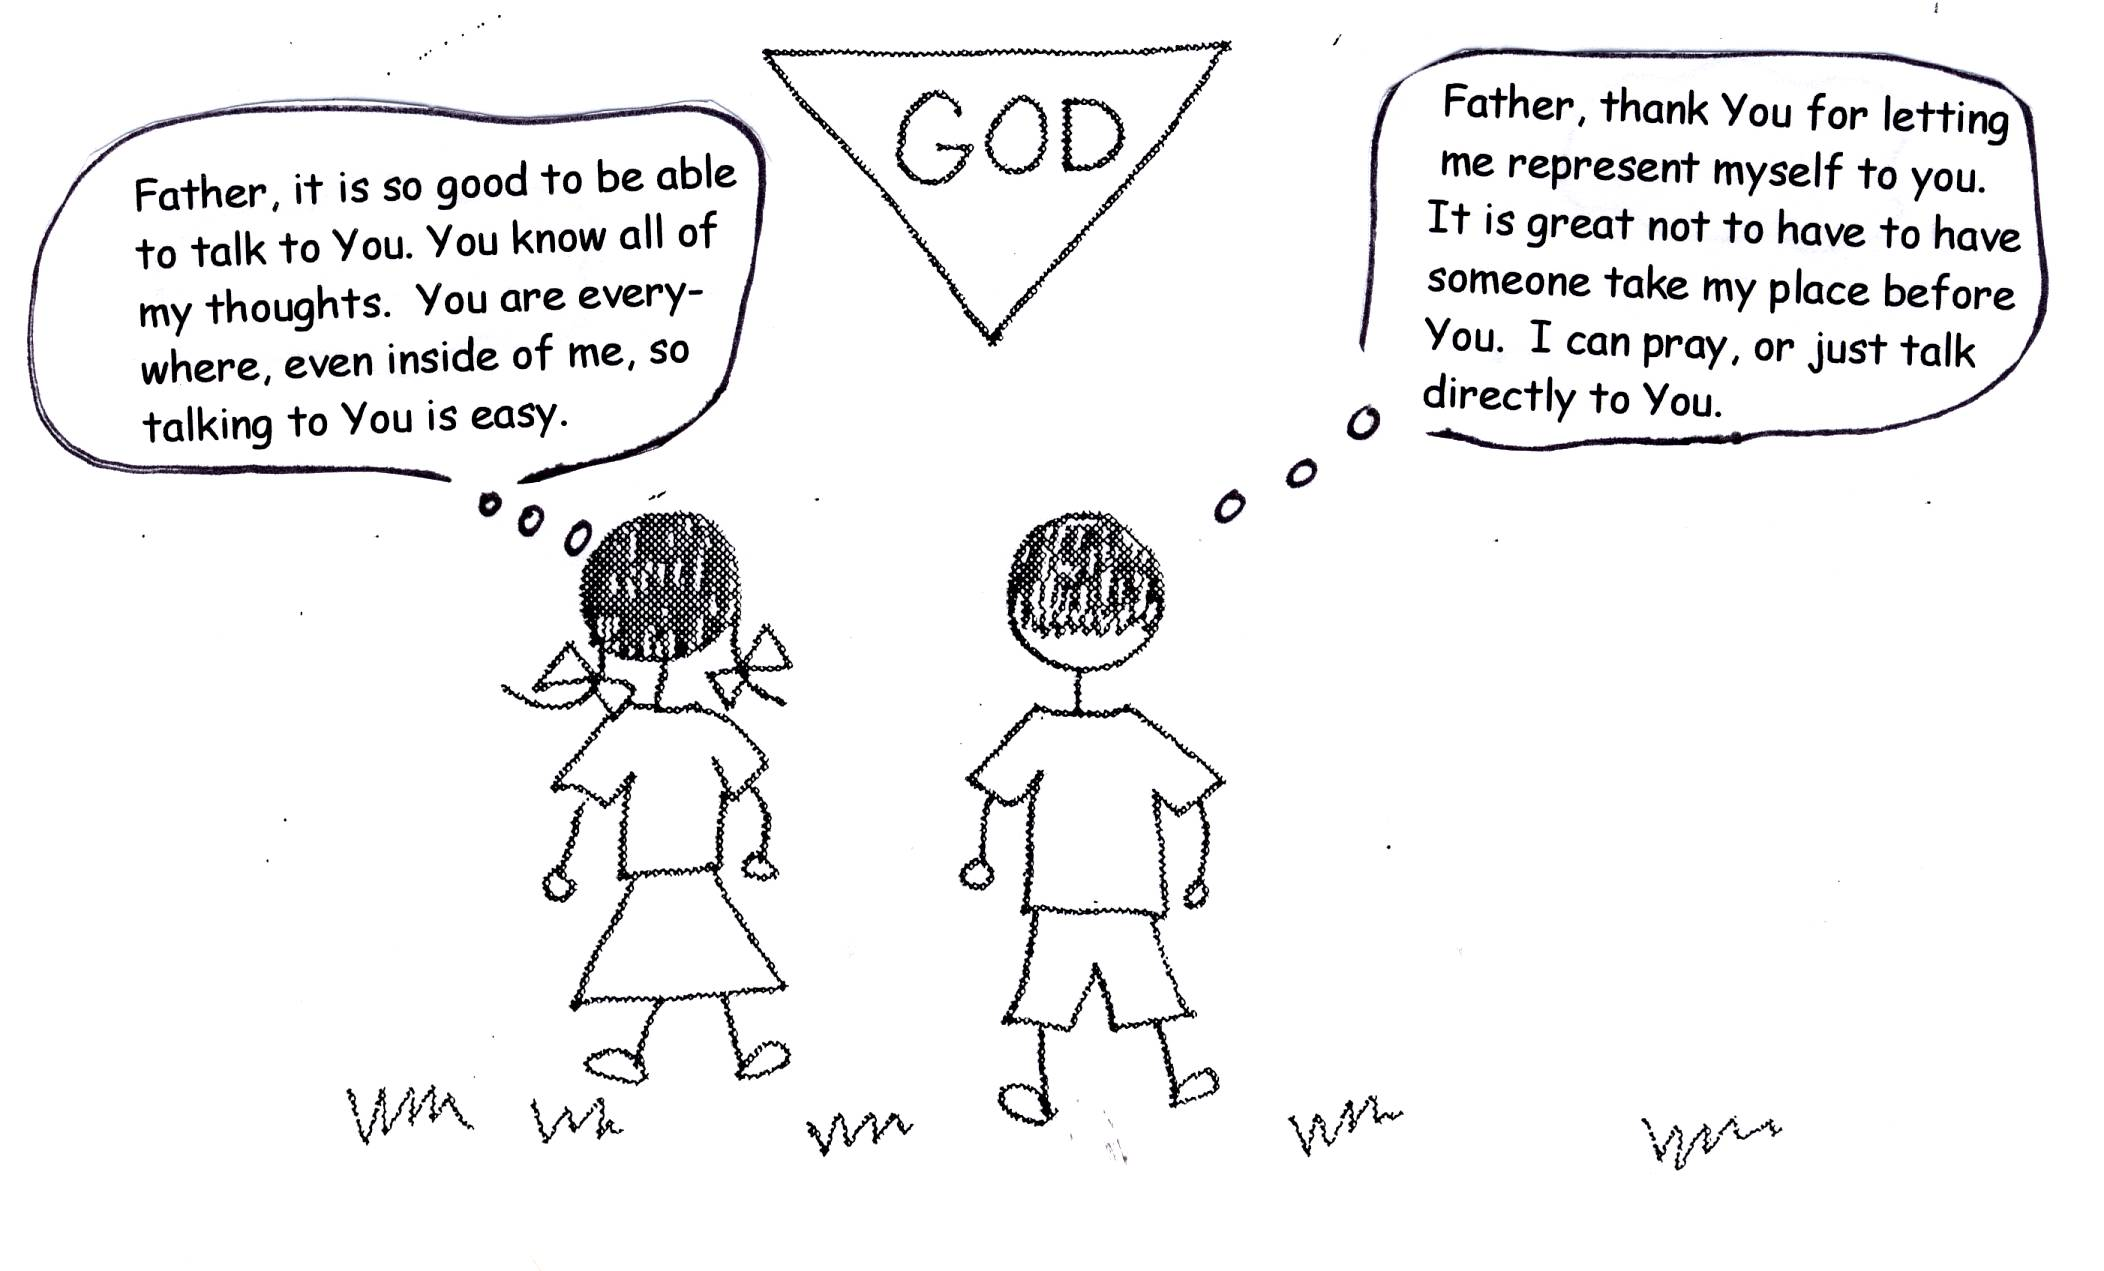 GOD
Father, it is so good to be able
to talk to You. You know all of
my thoughts.  You are every-
where, even inside of me, so
talking to You is easy.
Father, thank You for letting
me represent myself to you.
It is great not to have to have
someone take my place before
You.  I can pray, or just talk
directly to You.